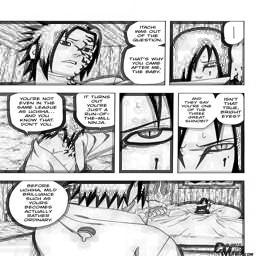 ITACHI
WAS OUT
OF THE
QUESTION.
THAT'S WHY
YOU CAME
AFTER ME,
THE BABY.
!
ISN'T
THAT
TRUE,
BRIGHT
EYES?
AND
THEY SAY
YOU'RE ONE
OF THE
THREE
GREAT
SHINOBI?
IT TURNS
OUT
YOU'RE
JUST A
RUN-OF-
THE-
MILL
NINJA.
YOU'RE NOT
EVEN IN THE
SAME LEAGUE
AS UCHIHA...
AND YOU
KNOW THAT
DON'T YOU.
BEFORE
UCHIHA, MILD
BRILLIANCE
SUCH AS
YOURS
BECOMES
ACTUALLY
RATHER
ORDINARY.